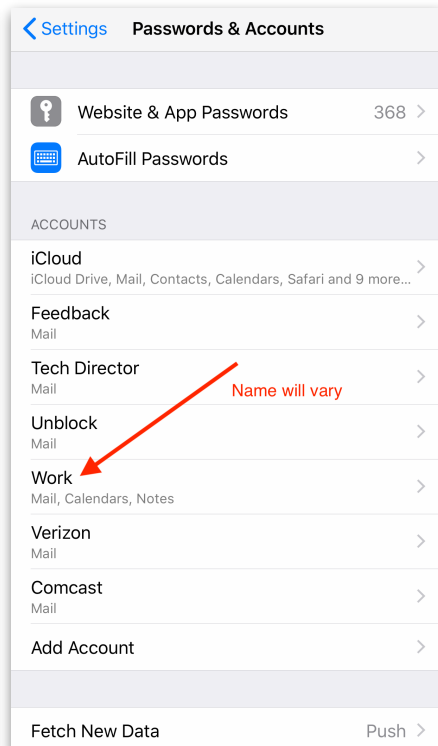 Settings Passwords & Accounts
Website & App Passwords 368
AutoFill Passwords
ACCOUNTS
iCloud
iCloud Drive, Mail, Contacts, Calendars, Safari and 9 more...
Feedback
Mail
Tech Director
Mail
Name will vary
Unblock
Mail
Work
Mail, Calendars, Notes
Verizon
Mail
Comcast
Mail
Add Account
Fetch New Data Push